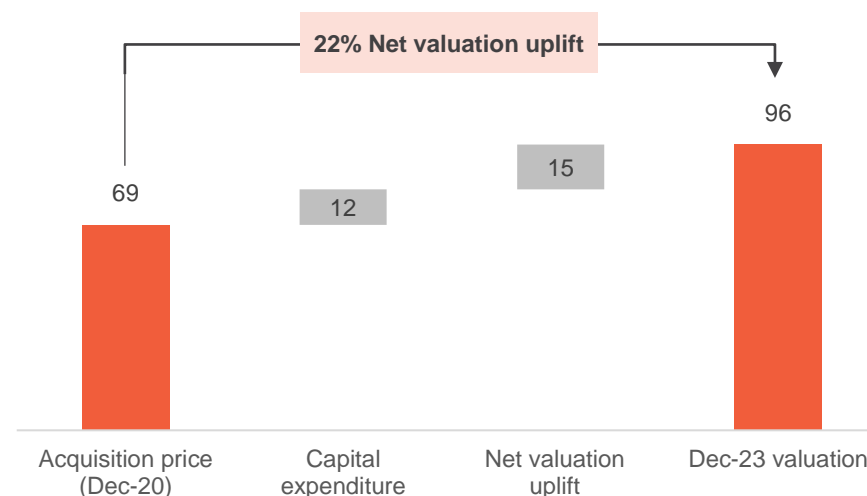 22% Net valuation uplift
96
15
69
12
Acquisition price
(Dec-20)
Capital
expenditure
Net valuation
uplift
Dec-23 valuation